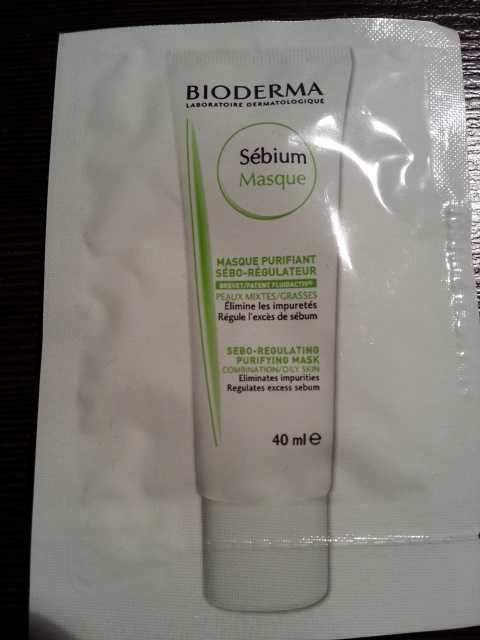 BIODERMA
LABORATOIRE DERMATOLOGIQUE
Sébium
Masque
MASQUE PURIFIANT
SÉBO-RÉGULATEUR
BREVET/PATENT FLUIDACTIV®
PEAUX MIXTES/GRASSES
Élimine les impuretés
Régule l'excès de sébum
SEBO-REGULATING
PURIFYING MASK
COMBINATION/OILY SKIN
Eliminates impurities
Regulates excess sebum
40 ml ℮